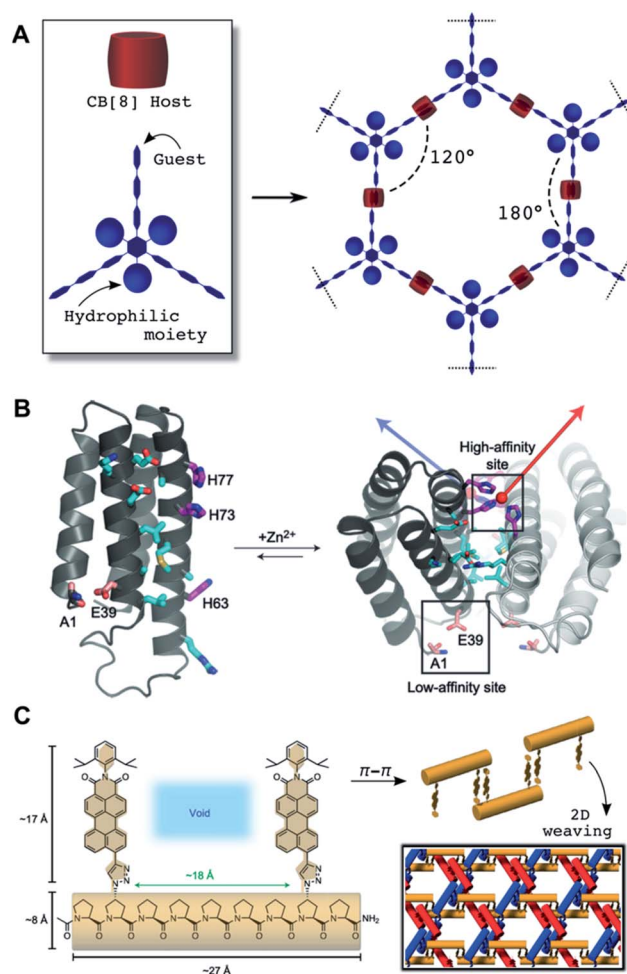 A
CB[8] Host
Guest
Hydrophilic
moiety
120°
180°
B
H77
H73
H63
E39
A1
+Zn²⁺
High-affinity
site
E39
A1
Low-affinity site
C
~17 Å
~8 Å
Void
~18 Å
N
O
O
N
N
N
N
O
O
N
N
N
N
O
N
O
N
O
N
O
N
O
N
O
N
O
N
O
N
O
NH₂
~27 Å
π–π
2D
weaving